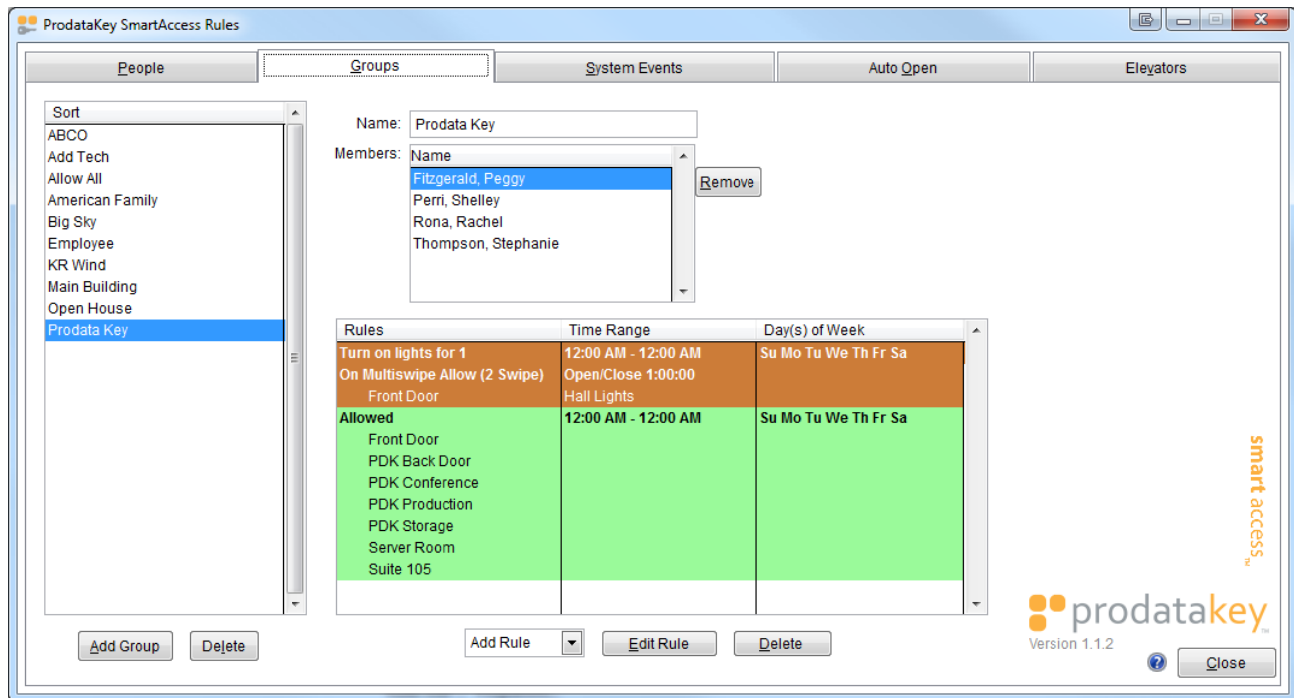 ProdataKey SmartAccess Rules
People Groups System Events Auto Open Elevators
Sort
ABCO
Add Tech
Allow All
American Family
Big Sky
Employee
KR Wind
Main Building
Open House
Prodata Key
Name: Prodata Key
Members: Name
Fitzgerald, Peggy
Perri, Shelley
Rona, Rachel
Thompson, Stephanie
Remove
Rules Time Range Day(s) of Week
Turn on lights for 1 12:00 AM - 12:00 AM Su Mo Tu We Th Fr Sa
On Multiswipe Allow (2 Swipe) Open/Close 1:00:00
Front Door Hall Lights
Allowed 12:00 AM - 12:00 AM Su Mo Tu We Th Fr Sa
Front Door
PDK Back Door
PDK Conference
PDK Production
PDK Storage
Server Room
Suite 105
Add Group Delete
Add Rule Edit Rule Delete
smart access™
prodatakey™
Version 1.1.2
? Close